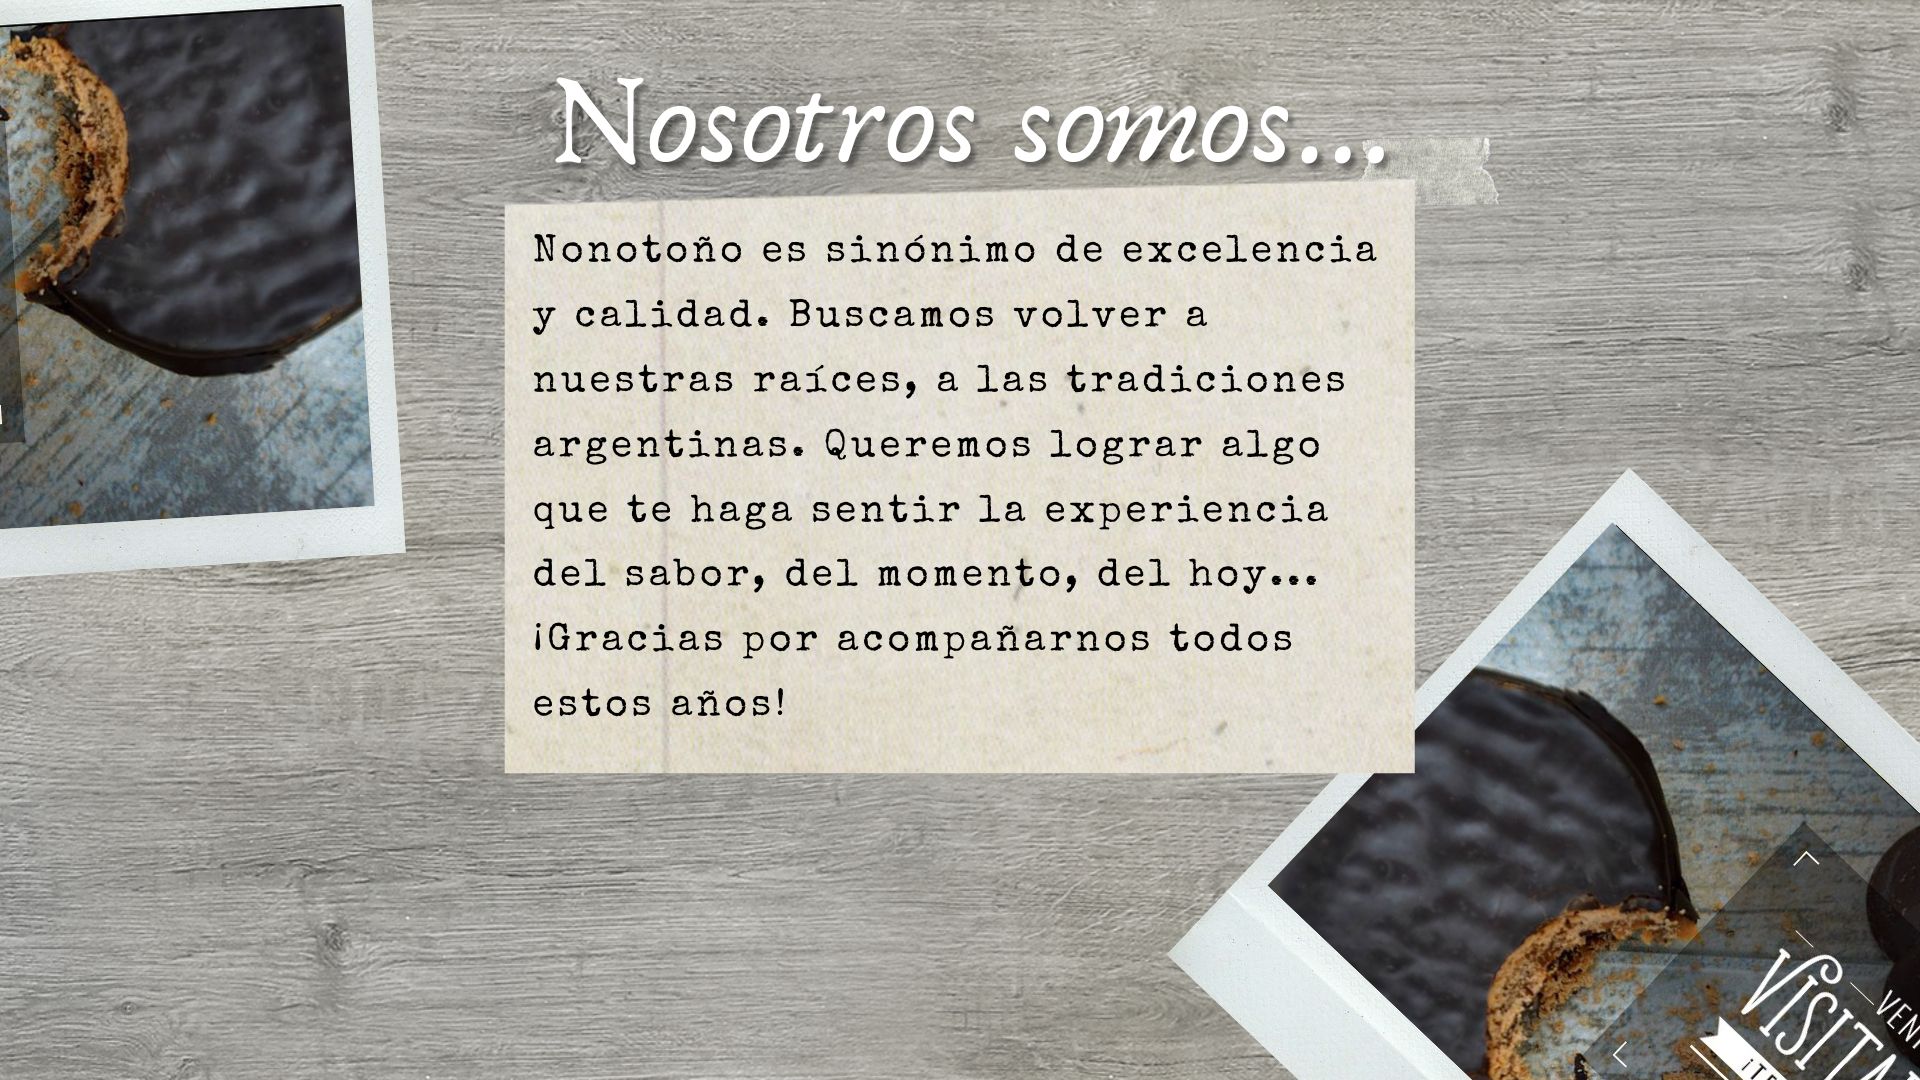 Nosotros somos...
Nonotoño es sinónimo de excelencia
y calidad. Buscamos volver a
nuestras raíces, a las tradiciones
argentinas. Queremos lograr algo
que te haga sentir la experiencia
del sabor, del momento, del hoy...
¡Gracias por acompañarnos todos
estos años!